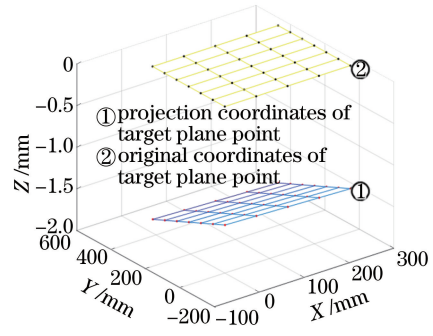 0
−0.5
−1.0
−1.5
−2.0
Z/mm
② 
①projection coordinates of
target plane point
②original coordinates of
target plane point
①
600
400
200
0
−200
Y/mm
−100
0
100
200
300
X/mm